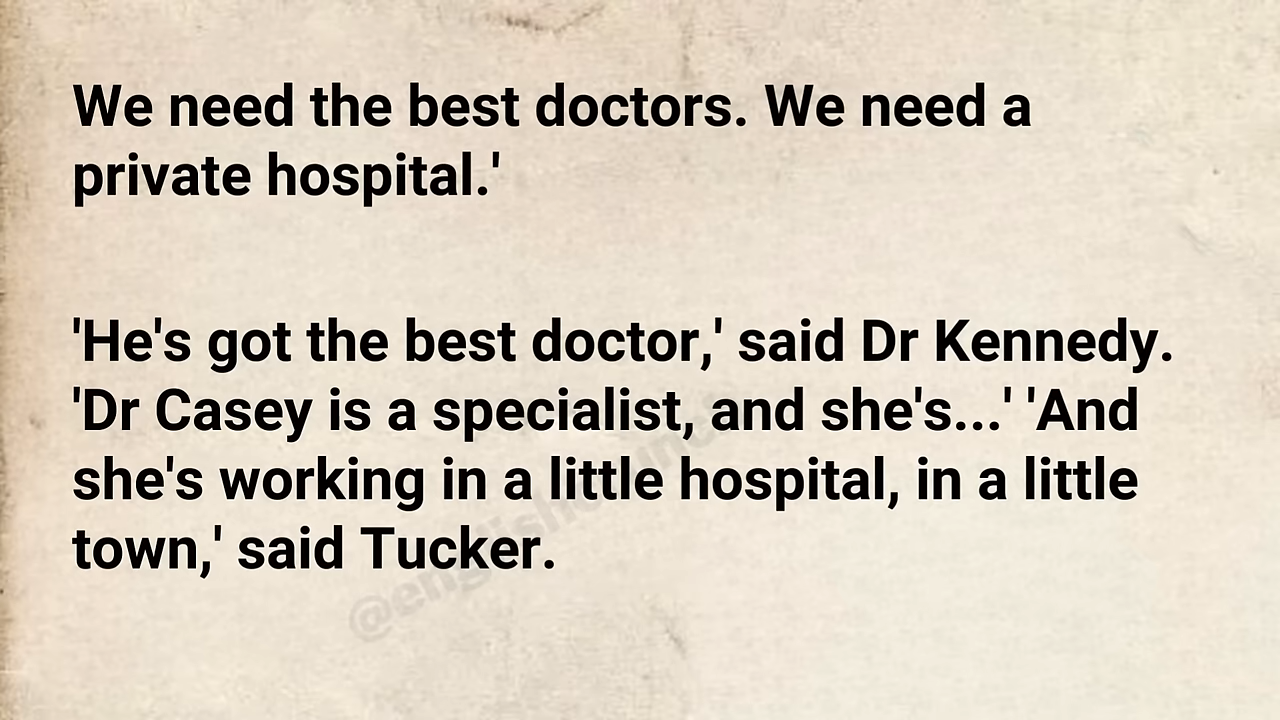 We need the best doctors. We need a
private hospital.'
'He's got the best doctor,' said Dr Kennedy.
'Dr Casey is a specialist, and she's...' 'And
she's working in a little hospital, in a little
town,' said Tucker.